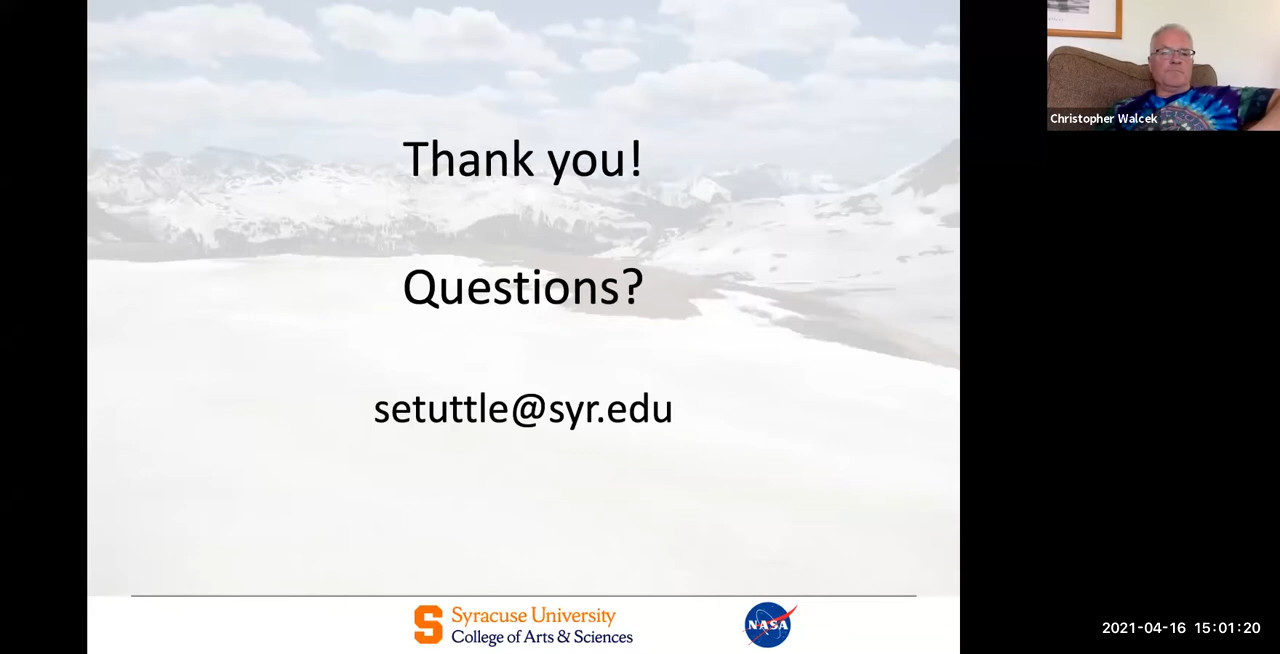 Thank you!
Questions?
setuttle@syr.edu
S Syracuse University
College of Arts & Sciences
NASA
Christopher Walcek
2021-04-16 15:01:20